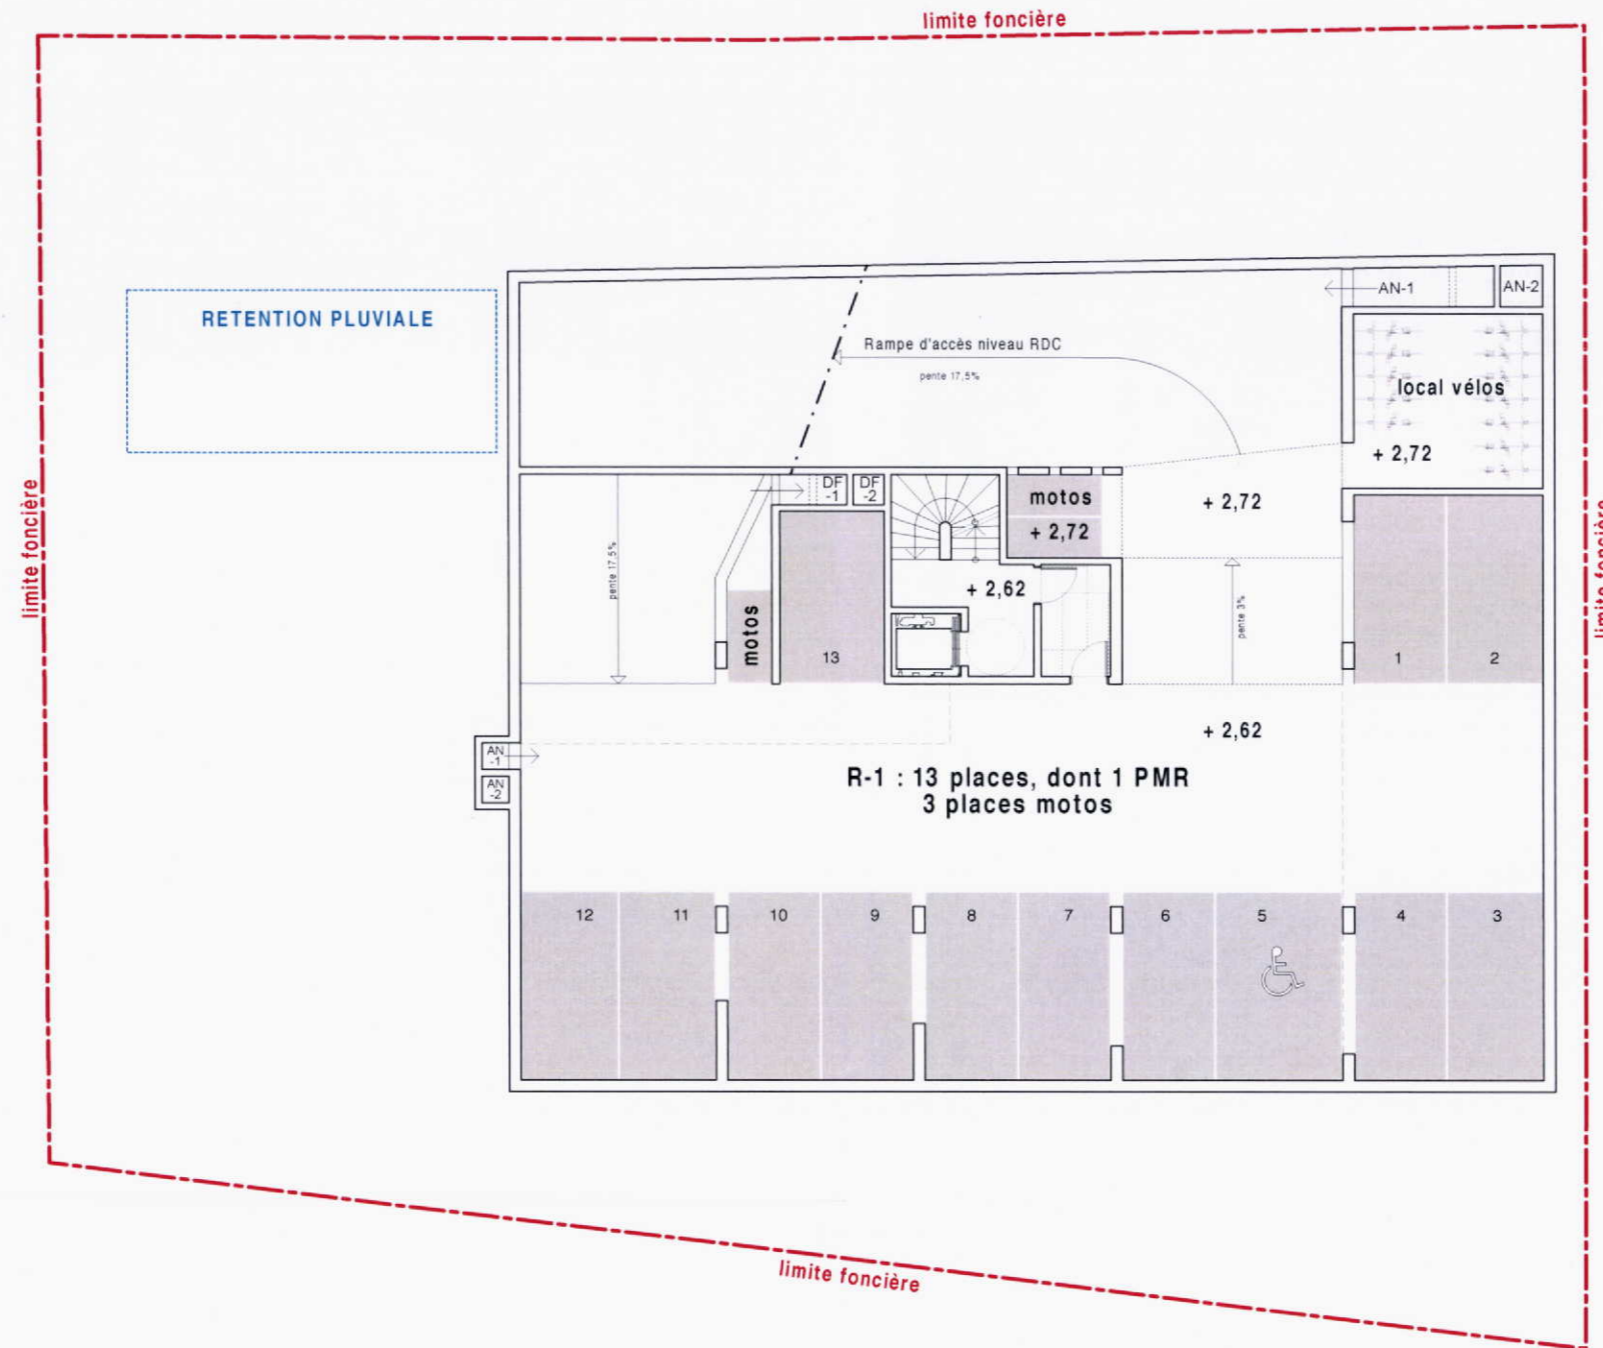 limite foncière
limite foncière
limite foncière
limite foncière
RETENTION PLUVIALE
AN-1
AN-2
Rampe d'accès niveau RDC
pente 17,5%
local vélos
+ 2,72
+ 2,72
DF
-1
DF
-2
motos
+ 2,72
+ 2,62
pente 17,5%
motos
13
pente 3%
1
2
+ 2,62
AN
-1
AN
-2
R-1 : 13 places, dont 1 PMR
3 places motos
12
11
10
9
8
7
6
5
4
3